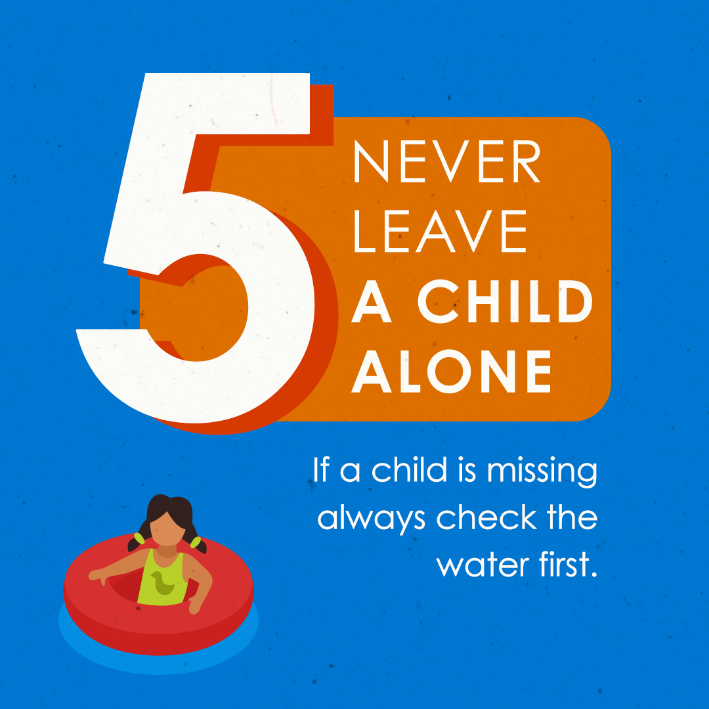 5
NEVER
LEAVE
A CHILD
ALONE
If a child is missing
always check the
water first.